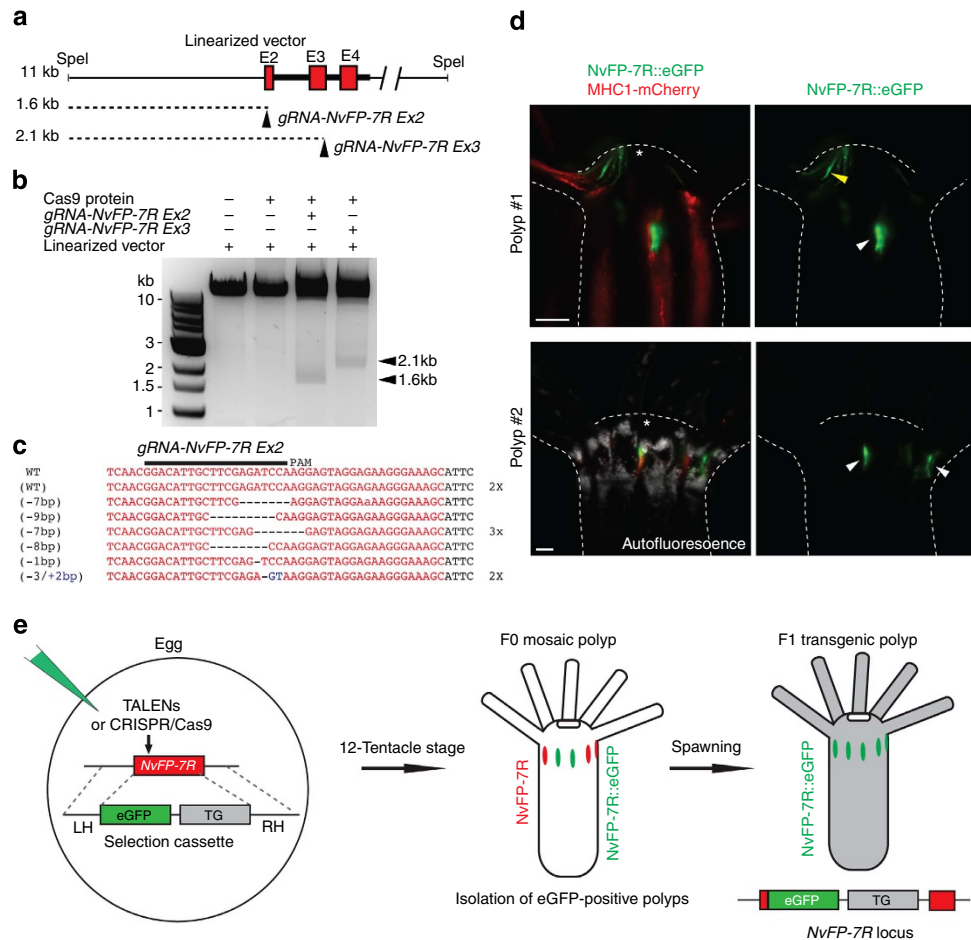 a
Linearized vector
SpeI E2 E3 E4 SpeI
11 kb
1.6 kb
gRNA-NvFP-7R Ex2
2.1 kb
gRNA-NvFP-7R Ex3
b
Cas9 protein – + + +
gRNA-NvFP-7R Ex2 – – + –
gRNA-NvFP-7R Ex3 – – – +
Linearized vector + + + +
kb
10
3
2
1.5
1
2.1kb
1.6kb
c
gRNA-NvFP-7R Ex2
PAM
WT TCAACGGACATTGCTTCGAGATCCAAGGAGTAGGAGAAGGGAAAGCATTC
(WT) TCAACGGACATTGCTTCGAGATCCAAGGAGTAGGAGAAGGGAAAGCATTC 2X
(-7bp) TCAACGGACATTGCTTCG-------AGGAGTAGGAaAAGGGAAAGCATTC
(-9bp) TCAACGGACATTGC---------CAAGGAGTAGGAGAAGGGAAAGCATTC
(-7bp) TCAACGGACATTGCTTCGAG-------GAGTAGGAGAAGGGAAAGCATTC 3x
(-8bp) TCAACGGACATTGC--------CCAAGGAGTAGGAGAAGGGAAAGCATTC
(-1bp) TCAACGGACATTGCTTCGAG-TCCAAGGAGTAGGAGAAGGGAAAGCATTC
(-3/+2bp) TCAACGGACATTGCTTCGAGA-GTAAGGAGTAGGAGAAGGGAAAGCATTC 2X
d
NvFP-7R::eGFP
MHC1-mCherry
NvFP-7R::eGFP
Polyp #1
*
Polyp #2
*
Autofluoresoence
e
Egg
TALENs
or CRISPR/Cas9
NvFP-7R
eGFP TG
LH RH
Selection cassette
12-Tentacle stage
F0 mosaic polyp
NvFP-7R
NvFP-7R::eGFP
Isolation of eGFP-positive polyps
Spawning
F1 transgenic polyp
NvFP-7R::eGFP
eGFP TG
NvFP-7R locus